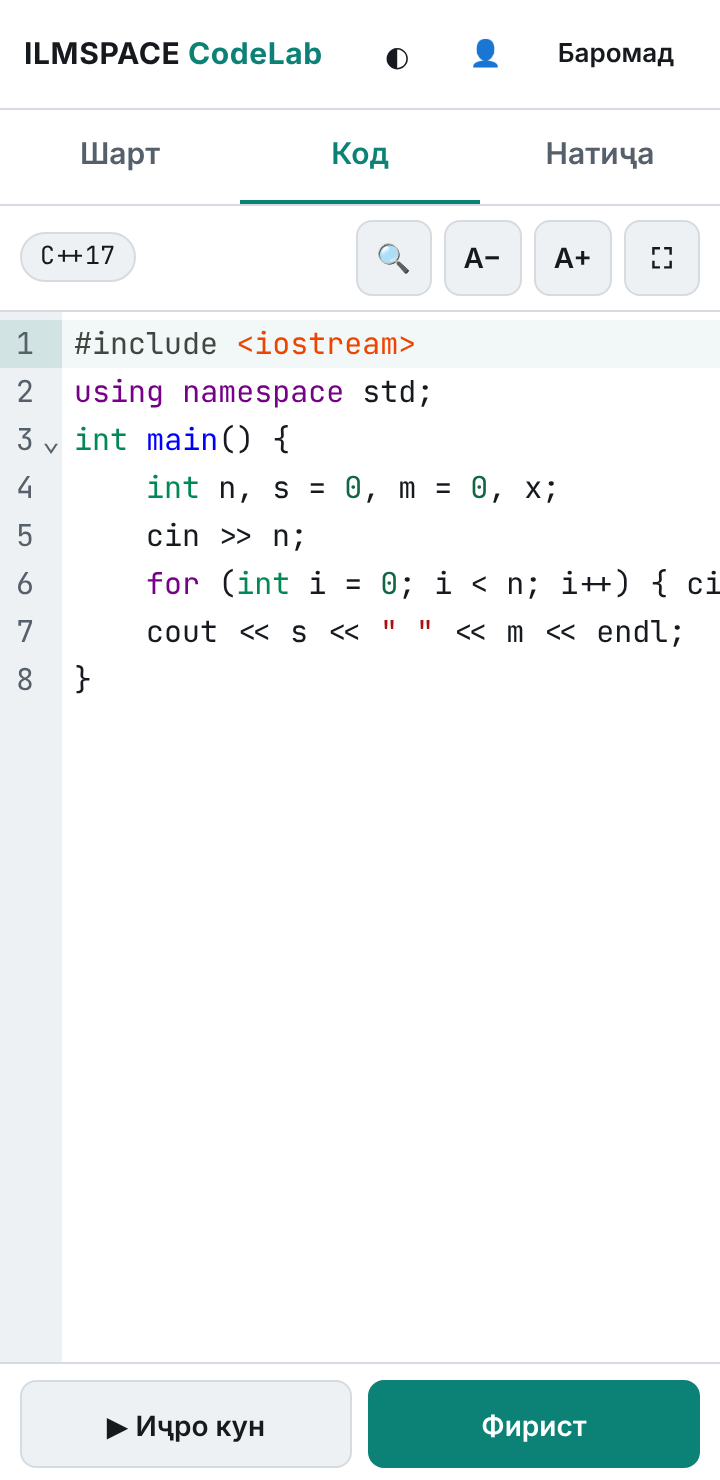 ILMSPACE CodeLab Баромад
Шарт Код Натиҷа
C++17 A− A+
1 #include <iostream>
2 using namespace std;
3 int main() {
4     int n, s = 0, m = 0, x;
5     cin >> n;
6     for (int i = 0; i < n; i++) { ci
7     cout << s << " " << m << endl;
8 }
▶ Иҷро кун Фирист